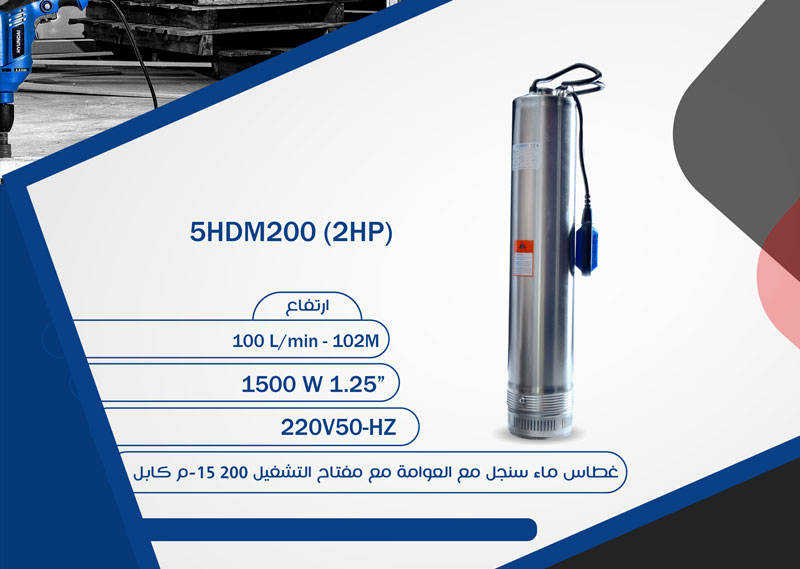 HYUNDAI
5HDM200 (2HP)
ارتفاع
100 L/min - 102M
1500 W 1.25”
220V50-HZ
غطاس ماء سنجل مع العوامة مع مفتاح التشغيل 200 15-م كابل